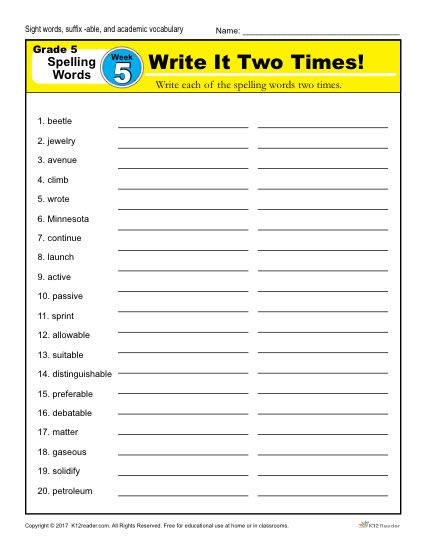 Sight words, suffix -able, and academic vocabulary
Name: ____________________
Grade 5
Spelling
Words
Week
5
Write It Two Times!
Write each of the spelling words two times.
1. beetle
2. jewelry
3. avenue
4. climb
5. wrote
6. Minnesota
7. continue
8. launch
9. active
10. passive
11. sprint
12. allowable
13. suitable
14. distinguishable
15. preferable
16. debatable
17. matter
18. gaseous
19. solidify
20. petroleum
Copyright © 2017 K12reader.com. All Rights Reserved. Free for educational use at home or in classrooms.
K12Reader